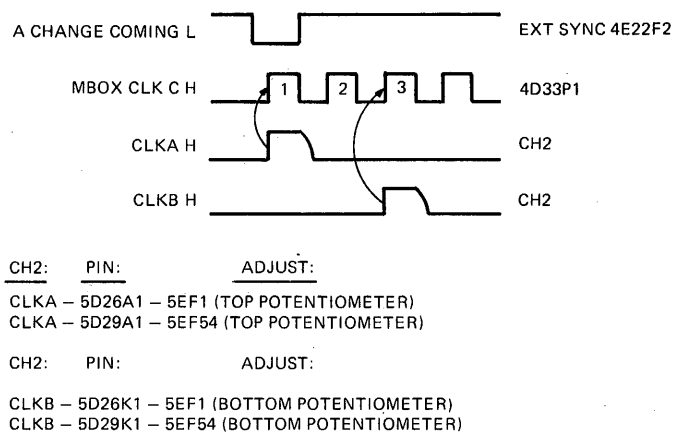 A CHANGE COMING L EXT SYNC 4E22F2
MBOX CLK C H 1 2 3 4D33P1
CLKA H CH2
CLKB H CH2
CH2: PIN: ADJUST:
CLKA – 5D26A1 – 5EF1 (TOP POTENTIOMETER)
CLKA – 5D29A1 – 5EF54 (TOP POTENTIOMETER)
CH2: PIN: ADJUST:
CLKB – 5D26K1 – 5EF1 (BOTTOM POTENTIOMETER)
CLKB – 5D29K1 – 5EF54 (BOTTOM POTENTIOMETER)